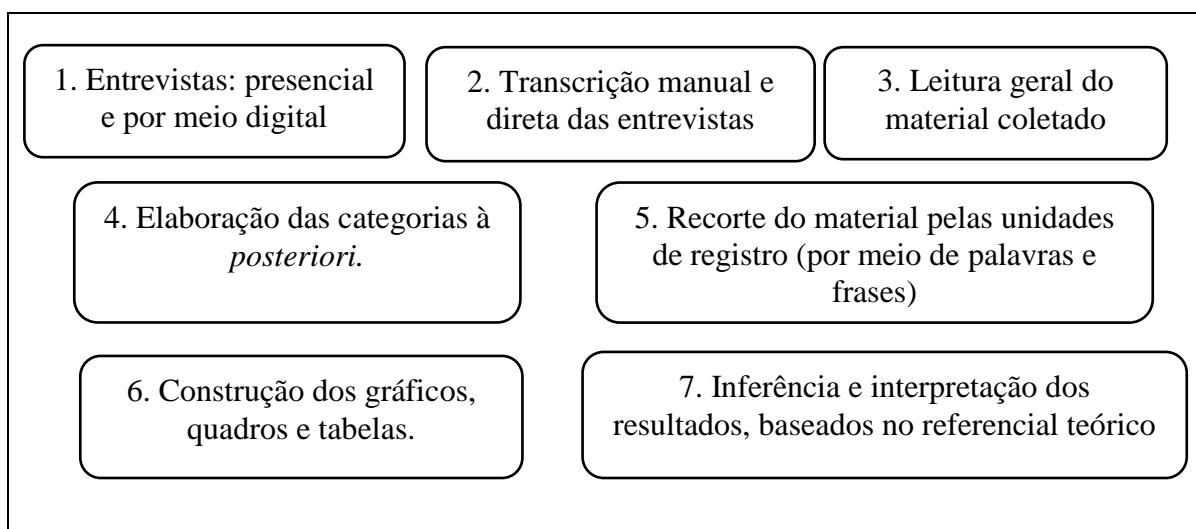 1. Entrevistas: presencial
e por meio digital
2. Transcrição manual e
direta das entrevistas
3. Leitura geral do
material coletado
4. Elaboração das categorias à
posteriori.
5. Recorte do material pelas unidades
de registro (por meio de palavras e
frases)
6. Construção dos gráficos,
quadros e tabelas.
7. Inferência e interpretação dos
resultados, baseados no referencial teórico